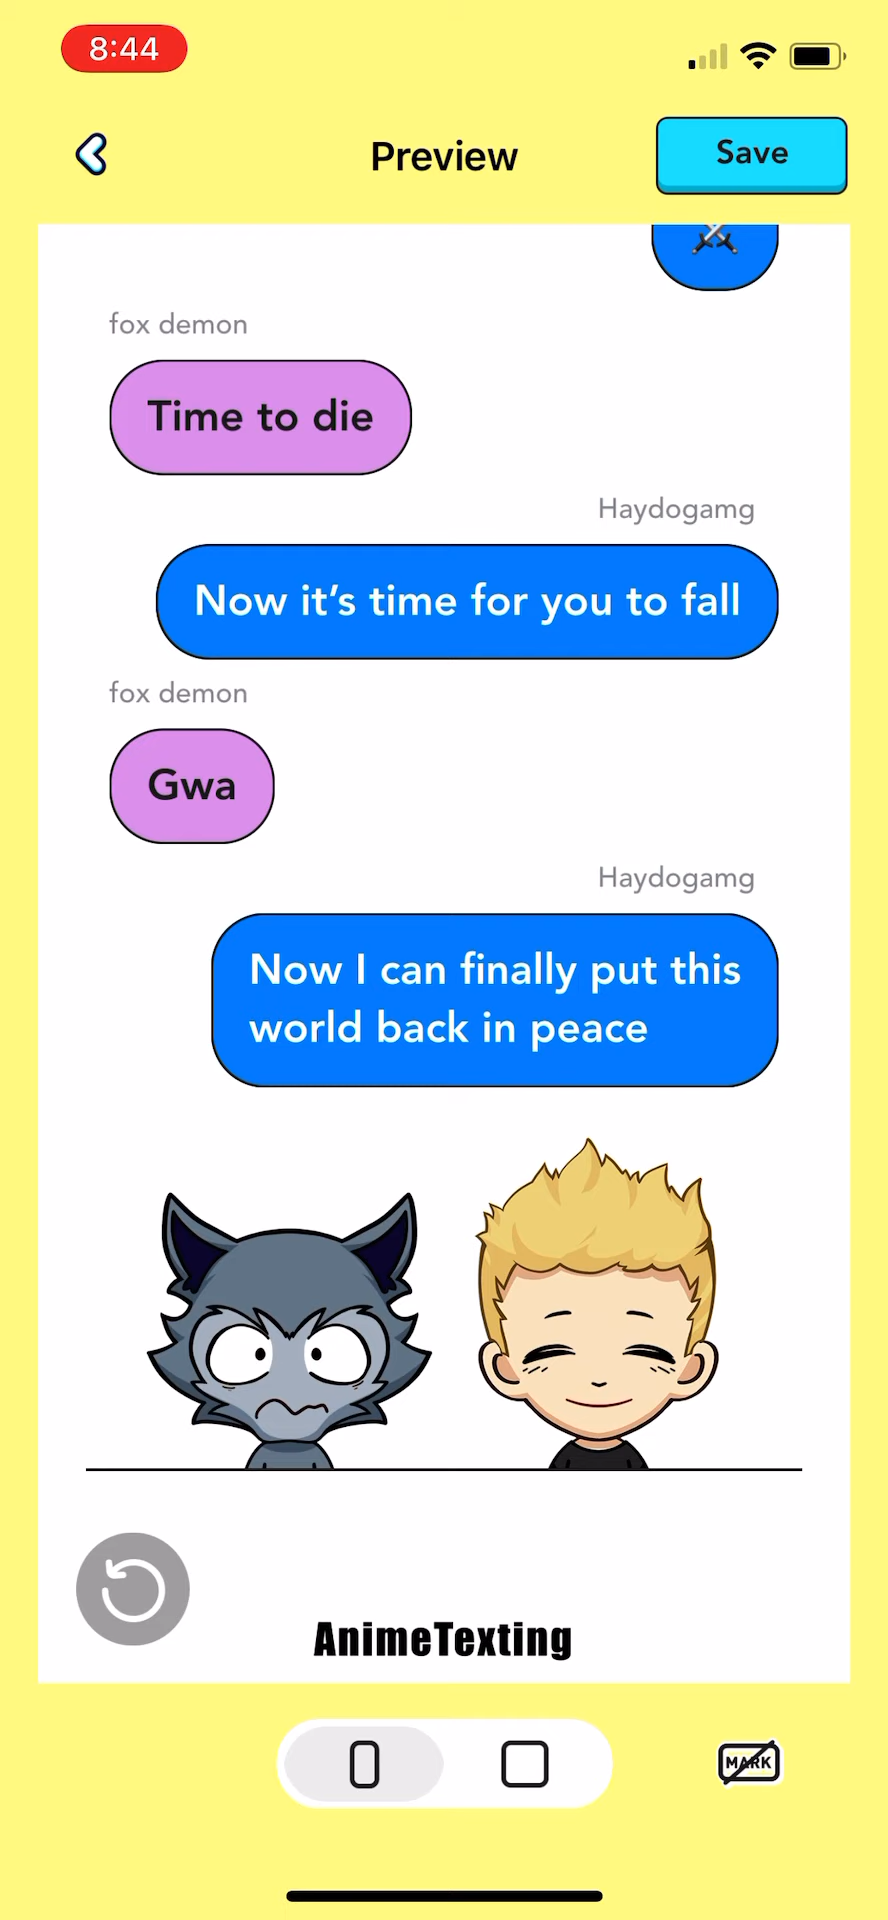 8:44
Preview
Save
fox demon
Time to die
Haydogamg
Now it’s time for you to fall
fox demon
Gwa
Haydogamg
Now I can finally put this
world back in peace
AnimeTexting
MARK